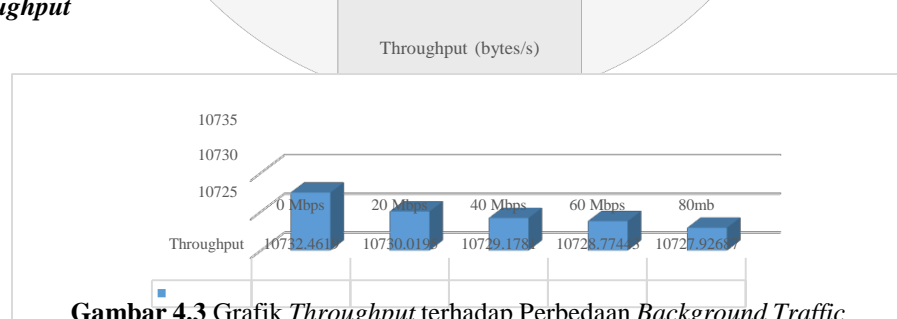 ughput
Throughput (bytes/s)
10735
10730
10725
0 Mbps 20 Mbps 40 Mbps 60 Mbps 80mb
Throughput
Gambar 4.3 Grafik Throughput terhadap Perbedaan Background Traffic